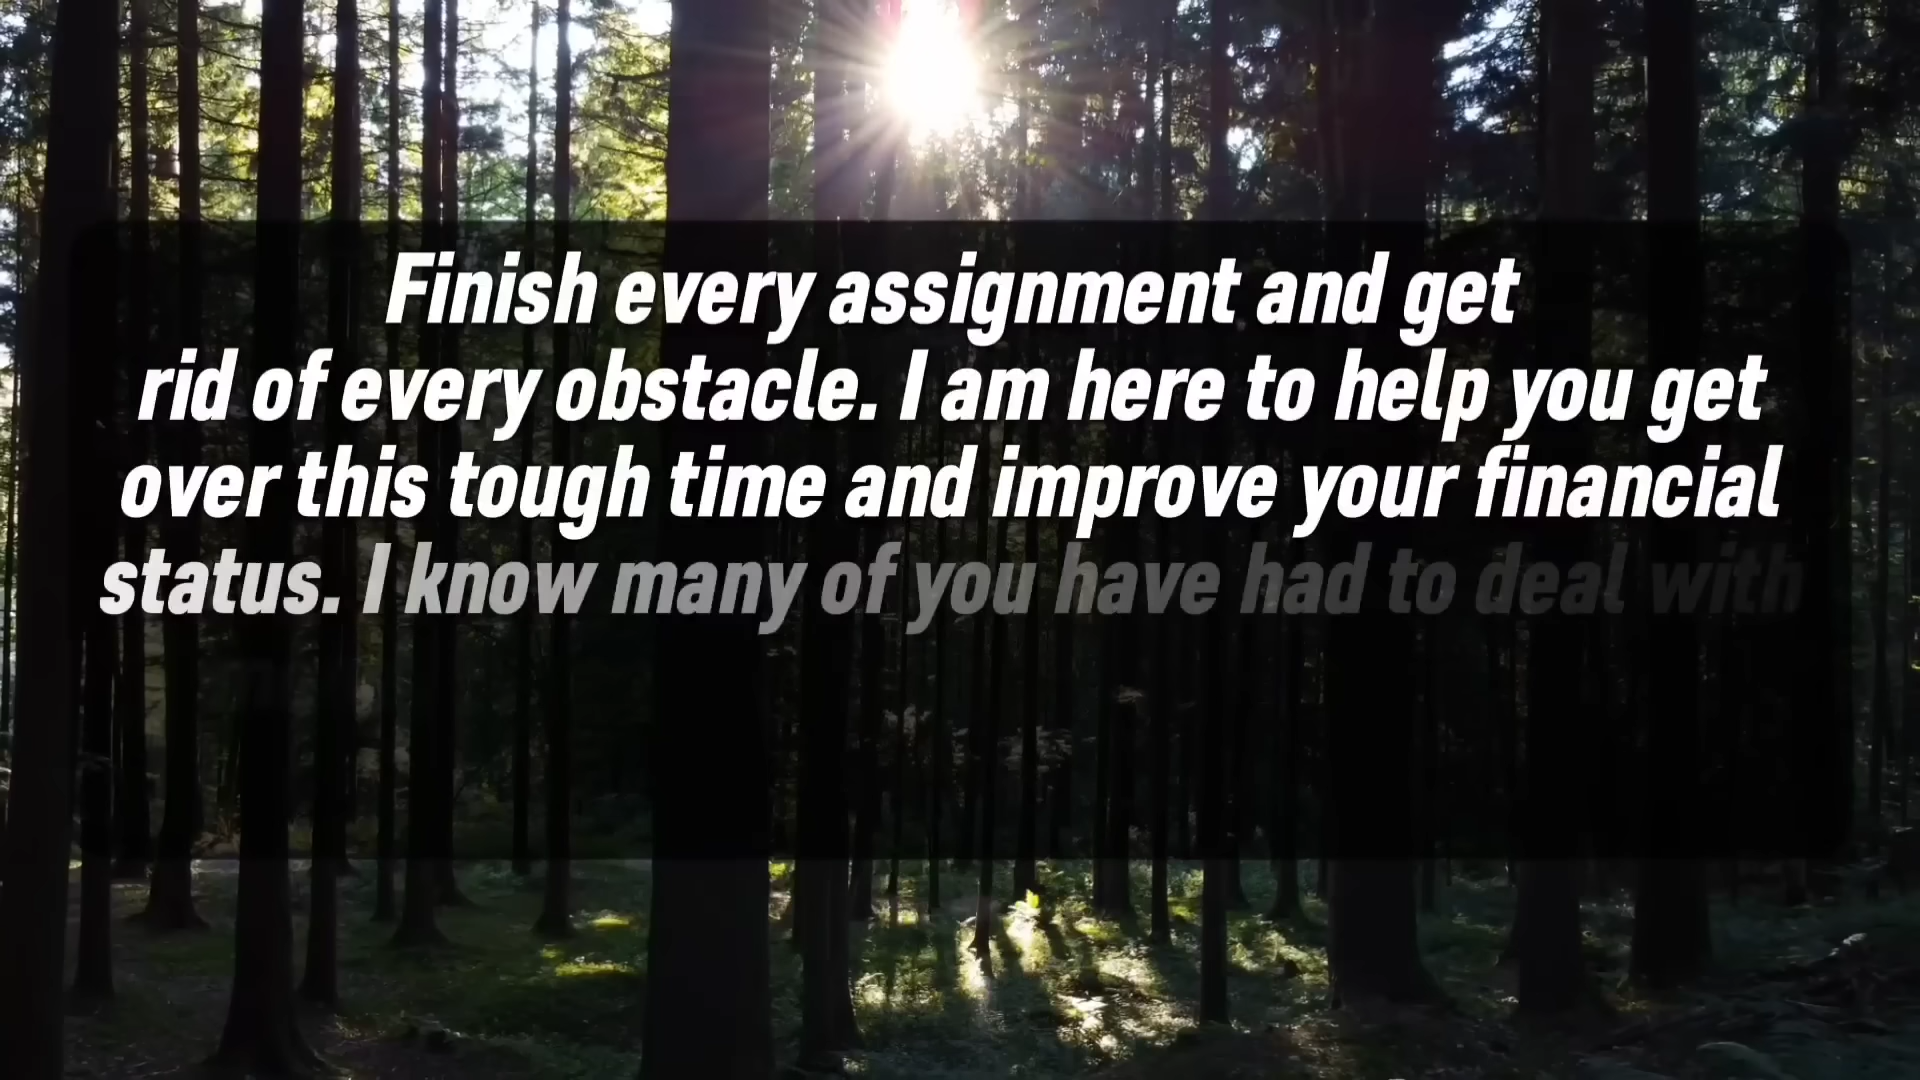 Finish every assignment and get
rid of every obstacle. I am here to help you get
over this tough time and improve your financial
status. I know many of you have had to deal with